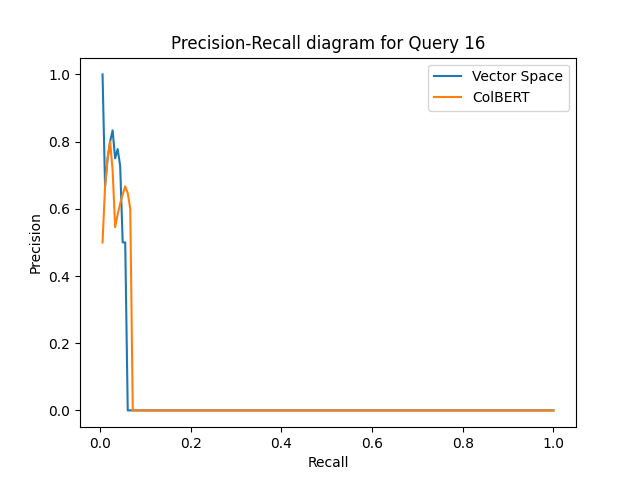 Precision-Recall diagram for Query 16
Vector Space
ColBERT
Precision
1.0
0.8
0.6
0.4
0.2
0.0
0.0 0.2 0.4 0.6 0.8 1.0
Recall